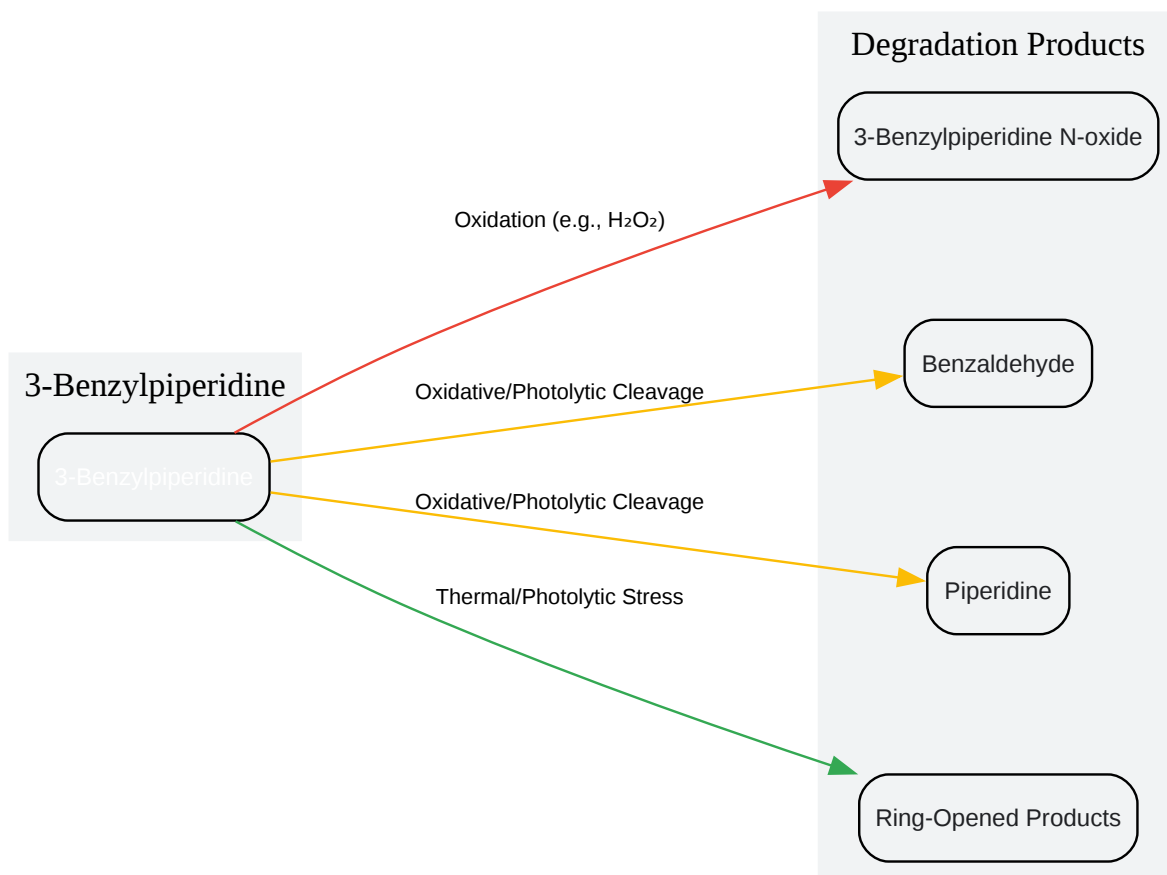 Degradation Products
3-Benzylpiperidine N-oxide
Oxidation (e.g., H₂O₂)
Benzaldehyde
3-Benzylpiperidine
Oxidative/Photolytic Cleavage
3-Benzylpiperidine
Oxidative/Photolytic Cleavage
Piperidine
Thermal/Photolytic Stress
Ring-Opened Products